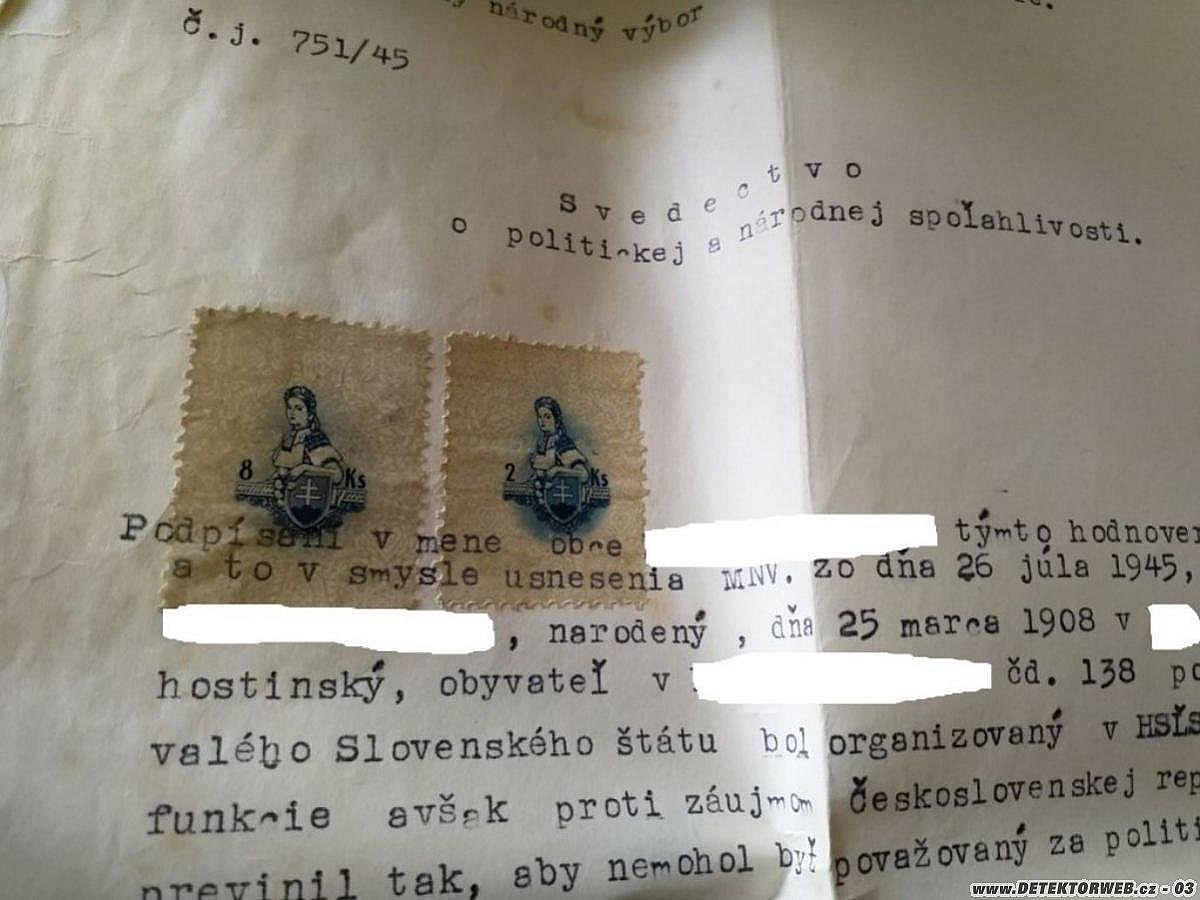 národný výbor
Č.j. 751/45
Svedectvo
o politickej a národnej spoľahlivosti.
8 Ks
2 Ks
Podpísaní v mene obce týmto hodnover
a to v smysle usnesenia MNV. zo dňa 26 júla 1945,
, narodený , dňa 25 marca 1908 v
hostinský, obyvateľ v čd. 138 po
valého Slovenského štátu bol organizovaný v HSĽS
funkcie avšak proti záujmom Československej rep
previnil tak, aby nemohol byť považovaný za politi
www.DETEKTORWEB.cz - 03